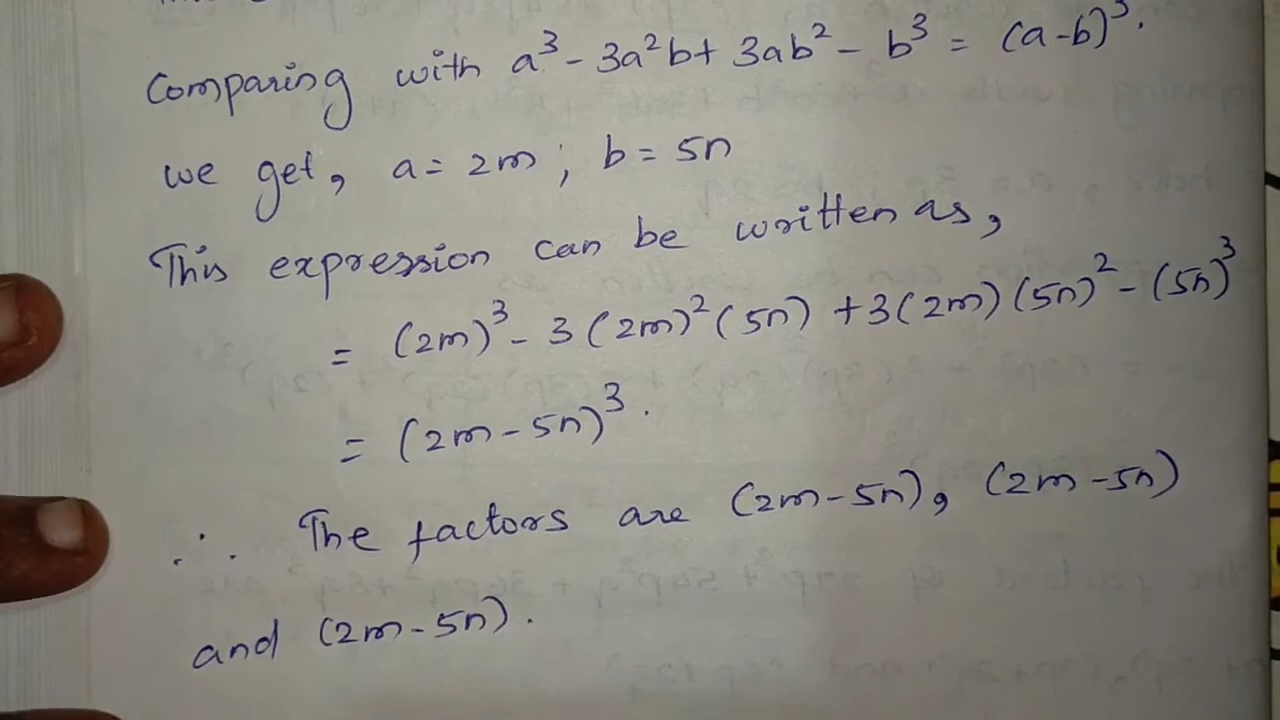 Comparing with a³ - 3a²b + 3ab² - b³ = (a-b)³.
we get, a = 2m ; b = 5n
This expression can be written as,
= (2m)³ - 3(2m)²(5n) + 3(2m)(5n)² - (5n)³
= (2m - 5n)³.
∴ The factors are (2m - 5n), (2m - 5n)
and (2m - 5n).